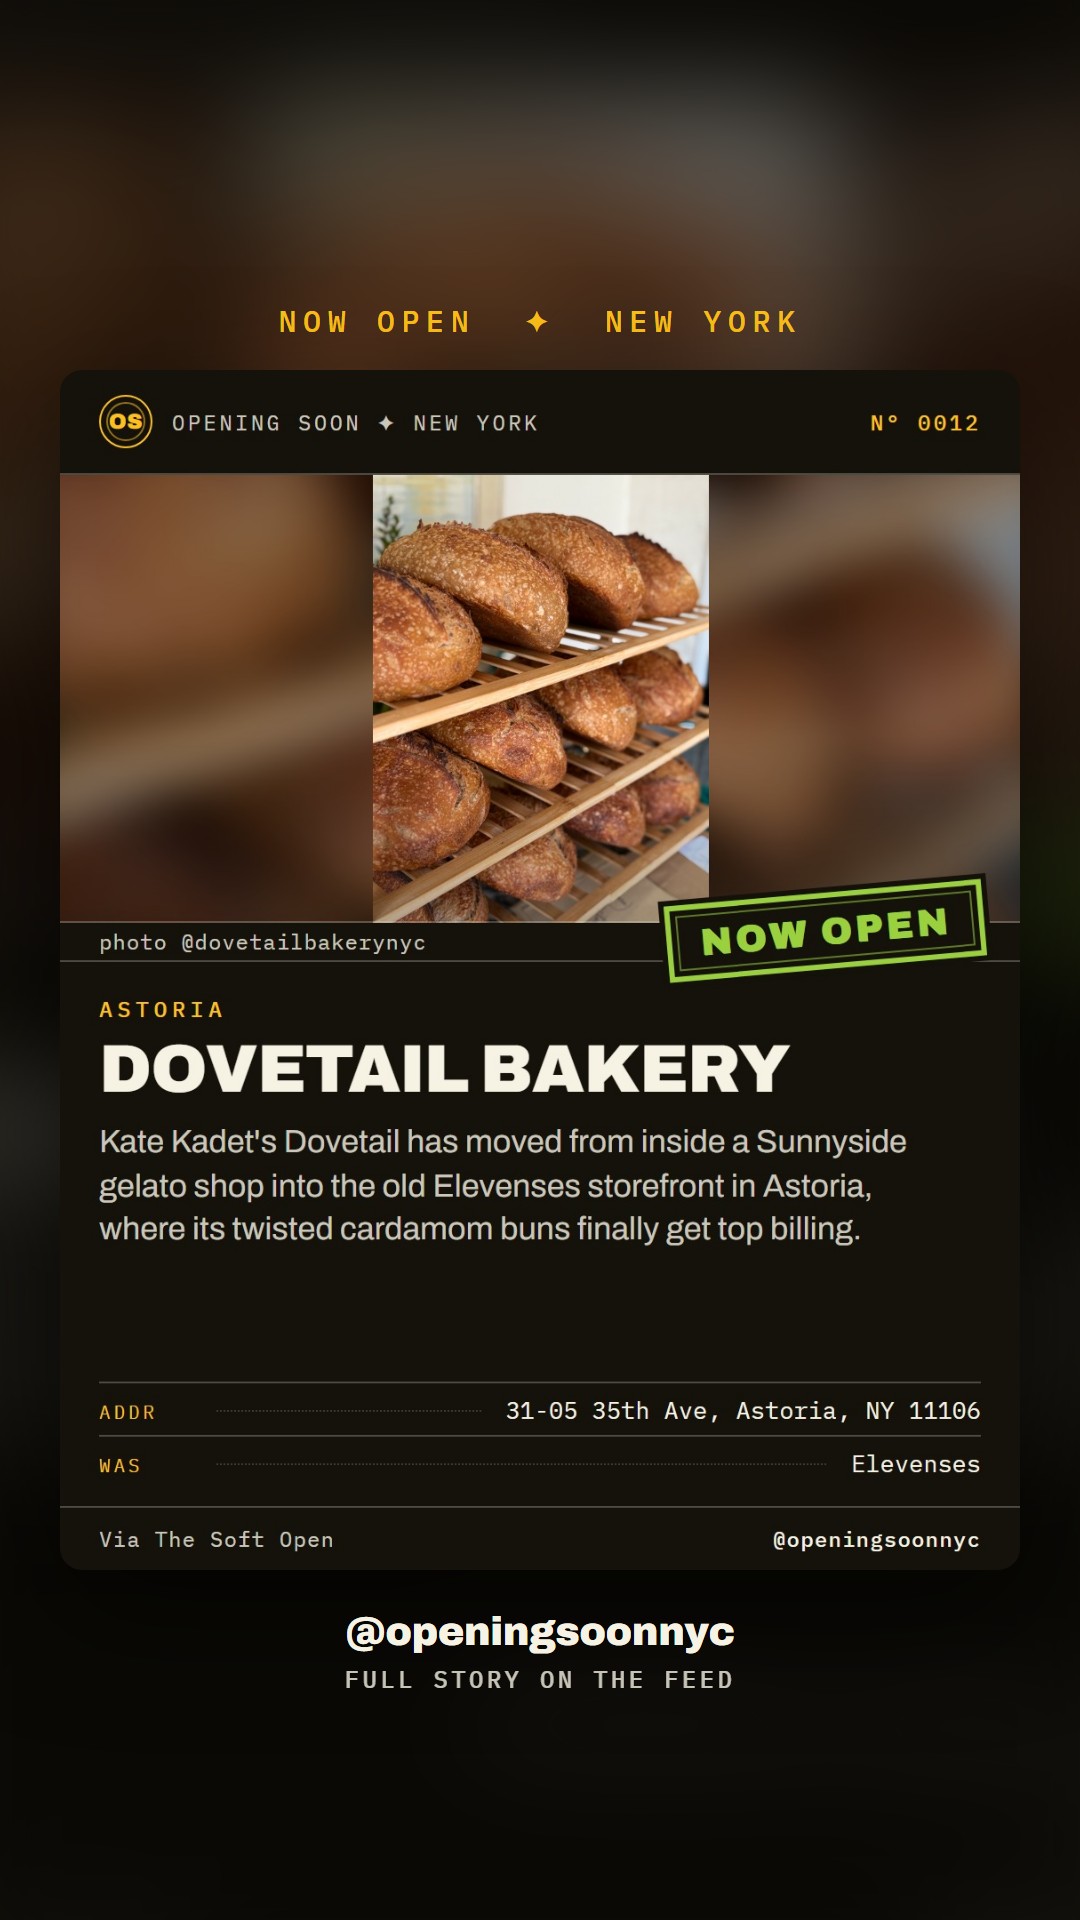 NOW OPEN ✦ NEW YORK
OS OPENING SOON ✦ NEW YORK N° 0012
photo @dovetailbakerynyc
NOW OPEN
ASTORIA
DOVETAIL BAKERY
Kate Kadet's Dovetail has moved from inside a Sunnyside
gelato shop into the old Elevenses storefront in Astoria,
where its twisted cardamom buns finally get top billing.
ADDR 31-05 35th Ave, Astoria, NY 11106
WAS Elevenses
Via The Soft Open @openingsoonnyc
@openingsoonnyc
FULL STORY ON THE FEED